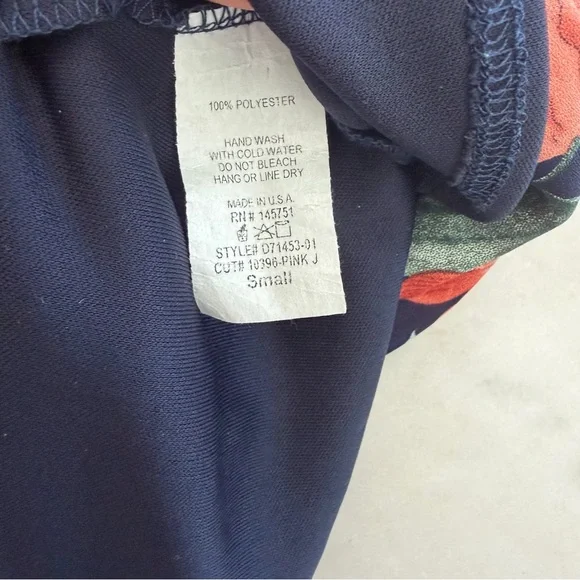 100% POLYESTER
HAND WASH
WITH COLD WATER
DO NOT BLEACH
HANG OR LINE DRY
MADE IN U.S.A.
RN# 145751
STYLE# D71453-01
CUT# 10396-PINK J
Small